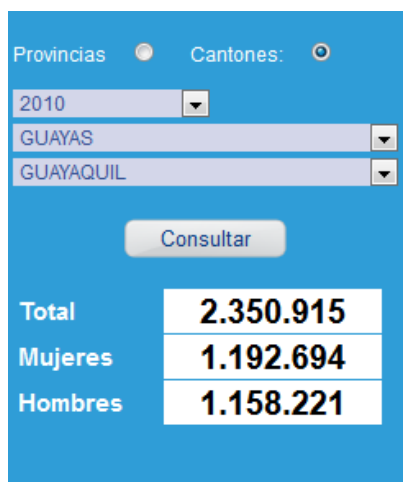 Provincias Cantones:
2010
GUAYAS
GUAYAQUIL
Consultar
Total 2.350.915
Mujeres 1.192.694
Hombres 1.158.221